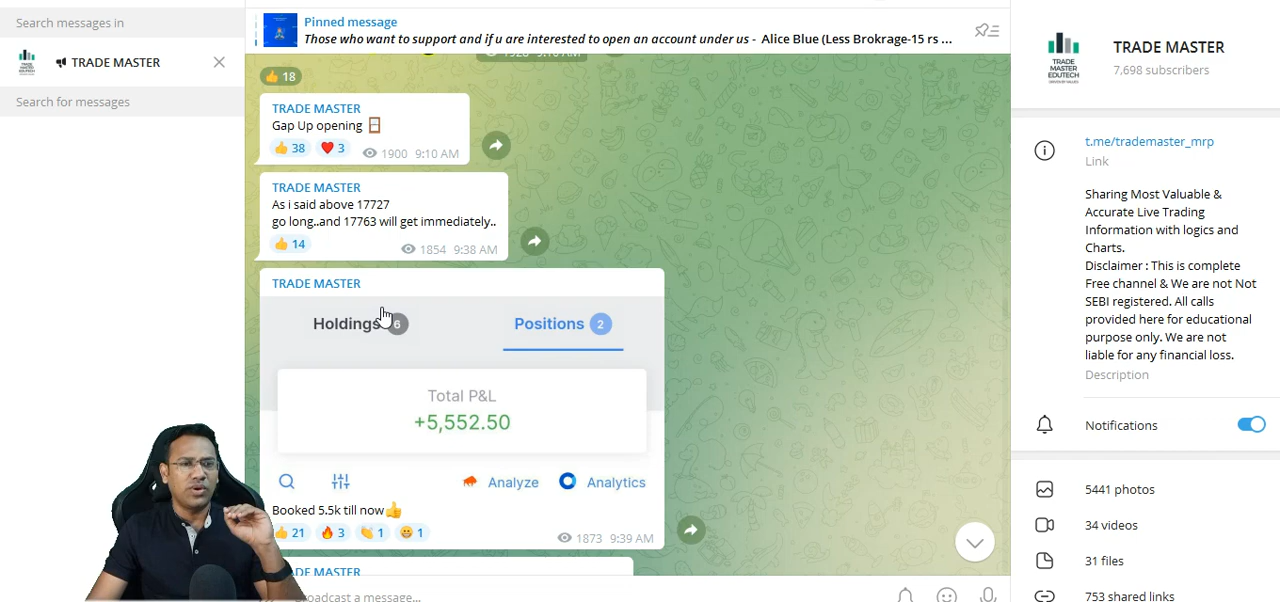 Search messages in
TRADE MASTER
Search for messages
Pinned message
Those who want to support and if u are interested to open an account under us - Alice Blue (Less Brokrage-15 rs ...
18
TRADE MASTER
Gap Up opening
38 3 1900 9:10 AM
TRADE MASTER
As i said above 17727
go long..and 17763 will get immediately..
14 1854 9:38 AM
TRADE MASTER
Holdings 6 Positions 2
Total P&L
+5,552.50
Analyze Analytics
Booked 5.5k till now
21 3 1 1 1873 9:39 AM
Broadcast a message...
TRADE MASTER
EDUTECH
TRADE MASTER
7,698 subscribers
t.me/trademaster_mrp
Link
Sharing Most Valuable &
Accurate Live Trading
Information with logics and
Charts.
Disclaimer : This is complete
Free channel & We are not Not
SEBI registered. All calls
provided here for educational
purpose only. We are not
liable for any financial loss.
Description
Notifications
5441 photos
34 videos
31 files
753 shared links